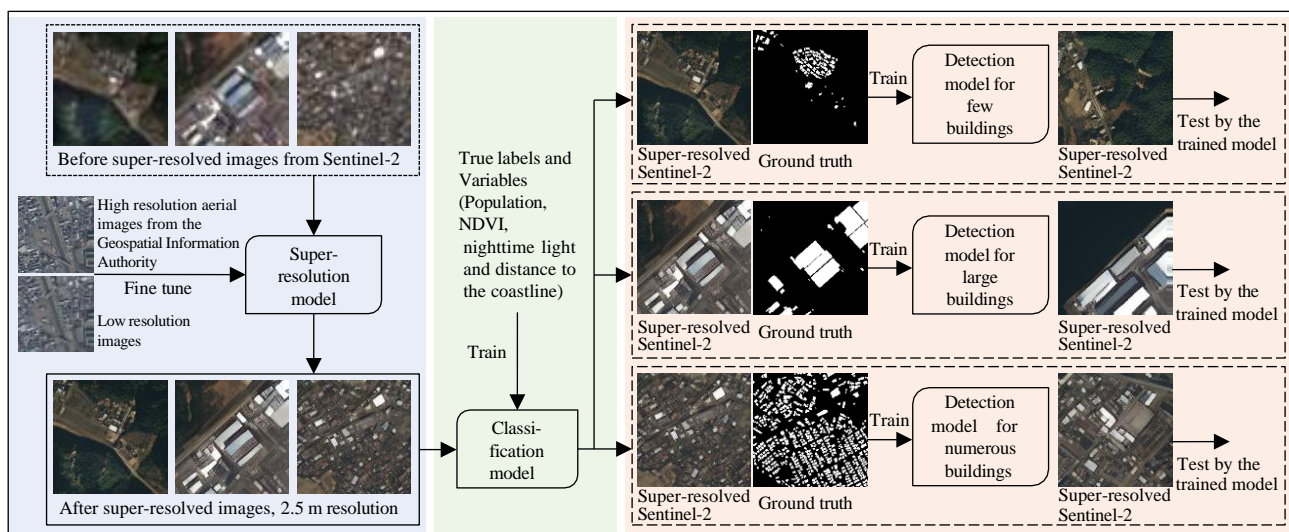 Before super-resolved images from Sentinel-2
High resolution aerial
images from the
Geospatial Information
Authority
Fine tune
Low resolution
images
Super-
resolution
model
After super-resolved images, 2.5 m resolution
True labels and
Variables
(Population,
NDVI,
nighttime light
and distance to
the coastline)
Train
Classi-
fication
model
Super-resolved
Sentinel-2
Ground truth
Train
Detection
model for
few
buildings
Super-resolved
Sentinel-2
Test by the
trained model
Super-resolved
Sentinel-2
Ground truth
Train
Detection
model for
large
buildings
Super-resolved
Sentinel-2
Test by the
trained model
Super-resolved
Sentinel-2
Ground truth
Train
Detection
model for
numerous
buildings
Super-resolved
Sentinel-2
Test by the
trained model